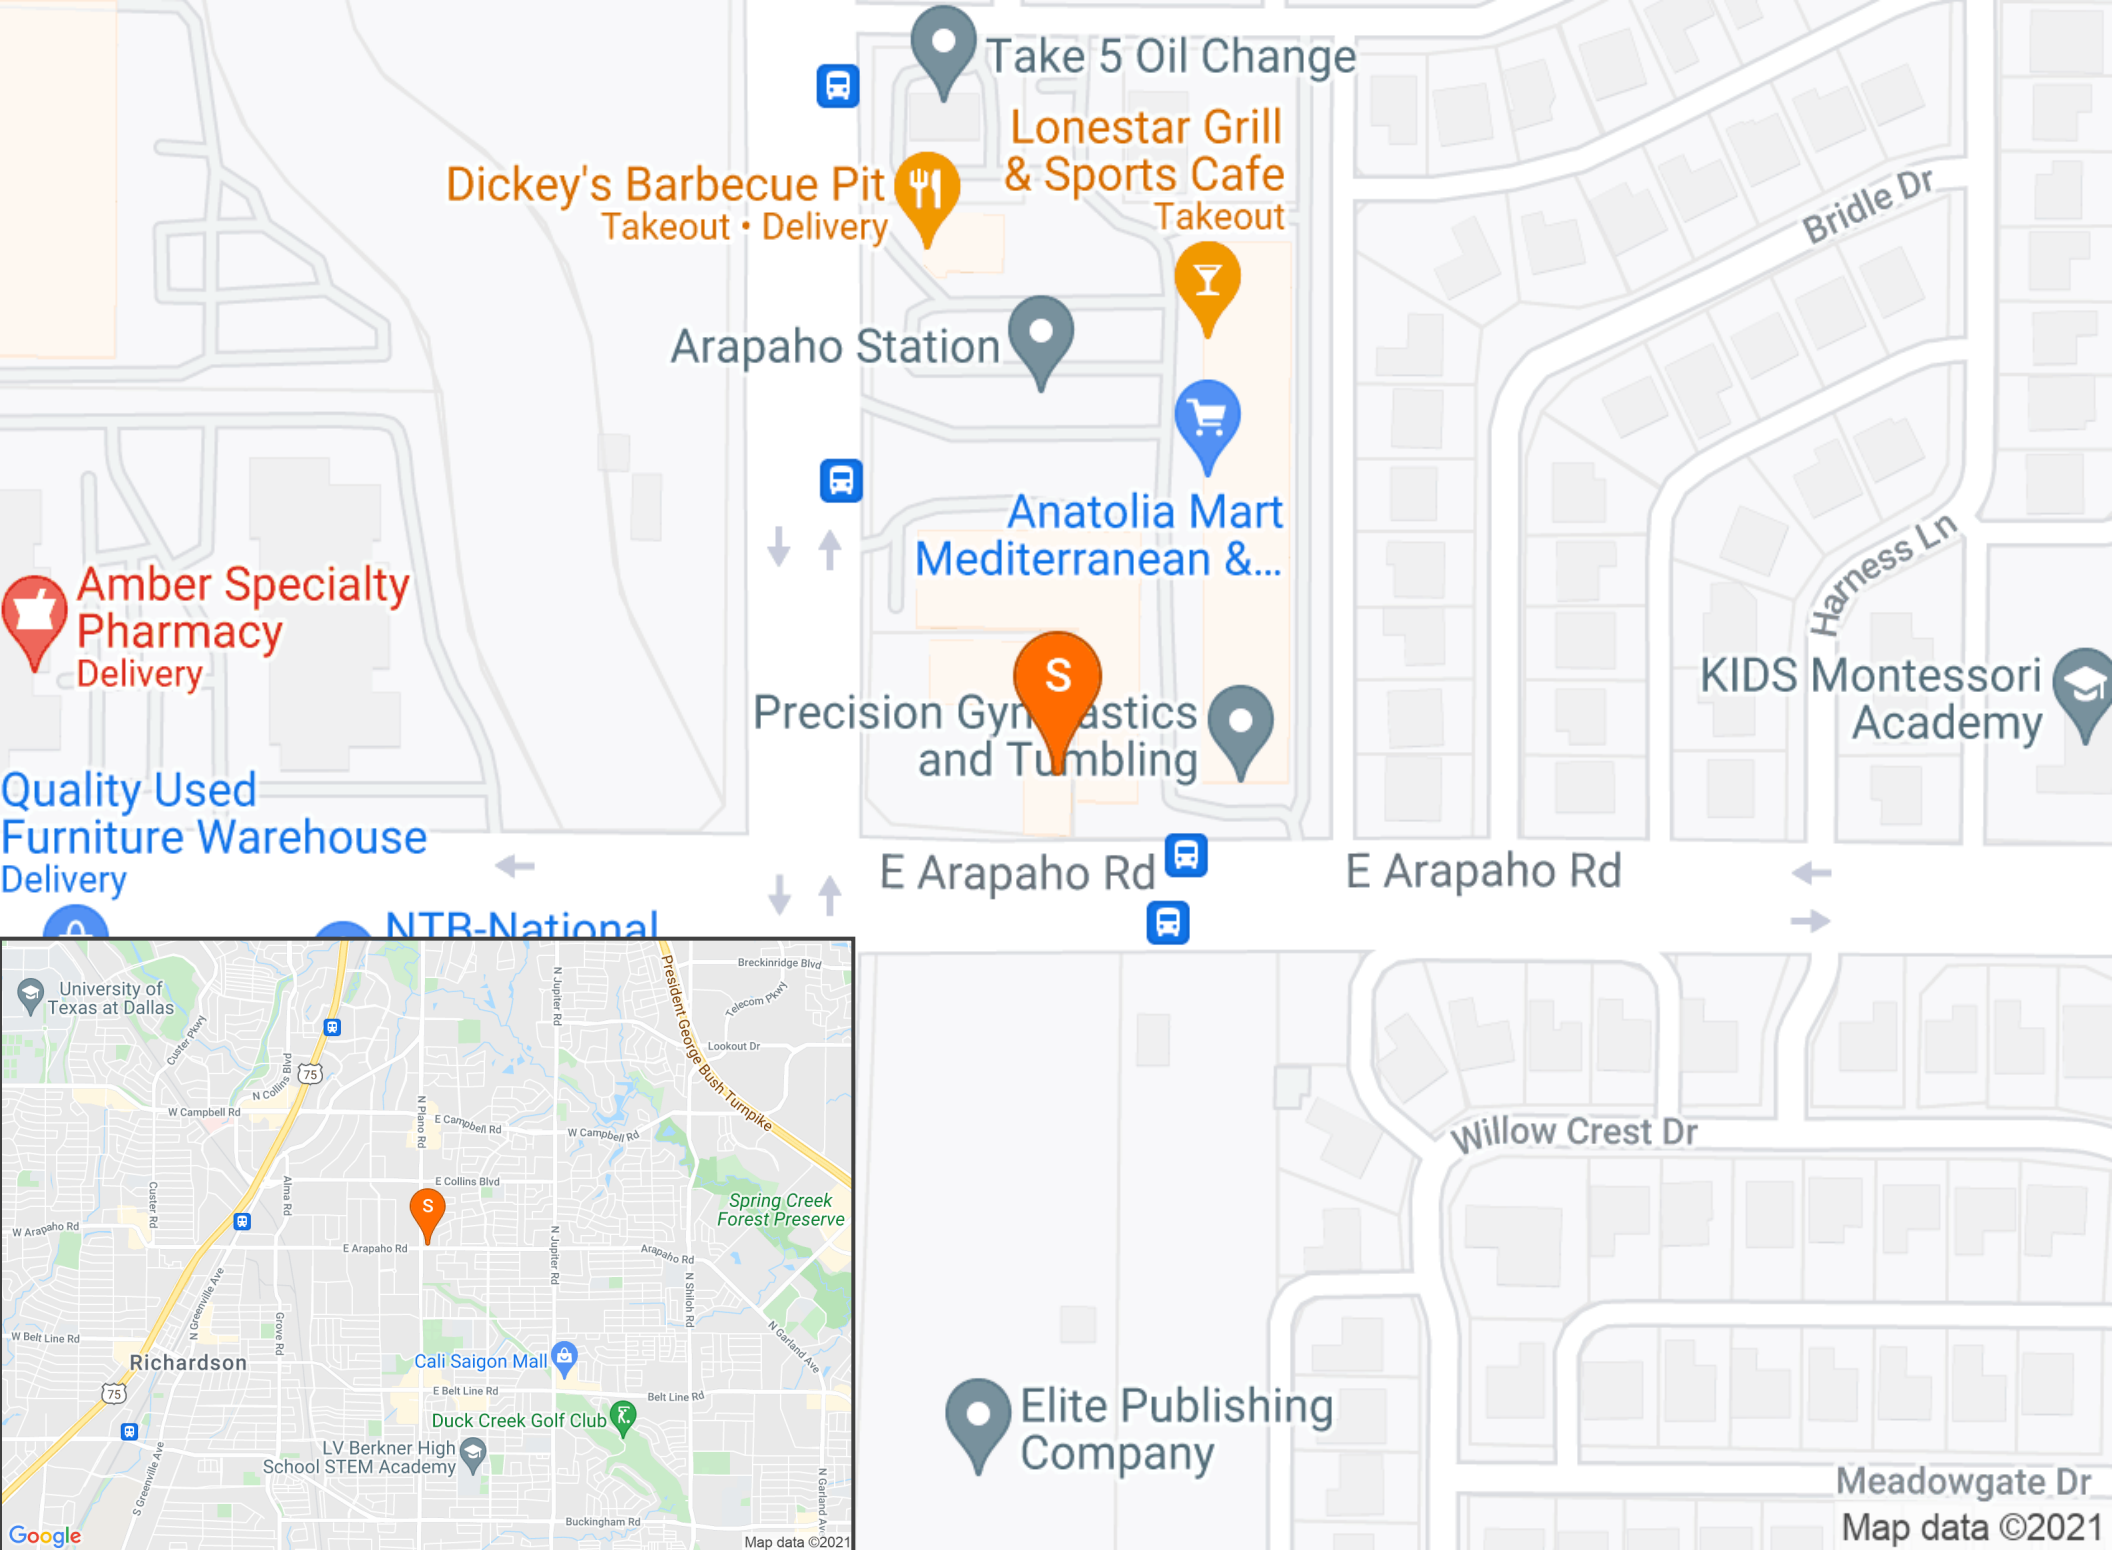 Take 5 Oil Change
Lonestar Grill
& Sports Cafe
Takeout
Dickey's Barbecue Pit
Takeout • Delivery
Bridle Dr
Arapaho Station
Anatolia Mart
Mediterranean &...
Harness Ln
Amber Specialty
Pharmacy
Delivery
S
Precision Gymnastics
and Tumbling
KIDS Montessori
Academy
Quality Used
Furniture Warehouse
Delivery
E Arapaho Rd
E Arapaho Rd
NTB-National
University of
Texas at Dallas
Custer Pkwy
N Collins Blvd
75
W Campbell Rd
N Plano Rd
E Campbell Rd
N Jupiter Rd
W Campbell Rd
President George Bush Turnpike
Breckinridge Blvd
Telecom Pkwy
Lookout Dr
Custer Rd
Alma Rd
E Collins Blvd
S
Spring Creek
Forest Preserve
W Arapaho Rd
E Arapaho Rd
N Jupiter Rd
Arapaho Rd
N Shiloh Rd
N Greenville Ave
Grove Rd
W Belt Line Rd
Richardson
75
Cali Saigon Mall
N Garland Ave
E Belt Line Rd
Belt Line Rd
Duck Creek Golf Club
LV Berkner High
School STEM Academy
S Greenville Ave
N Garland Av
Buckingham Rd
Google
Map data ©2021
Willow Crest Dr
Elite Publishing
Company
Meadowgate Dr
Map data ©2021